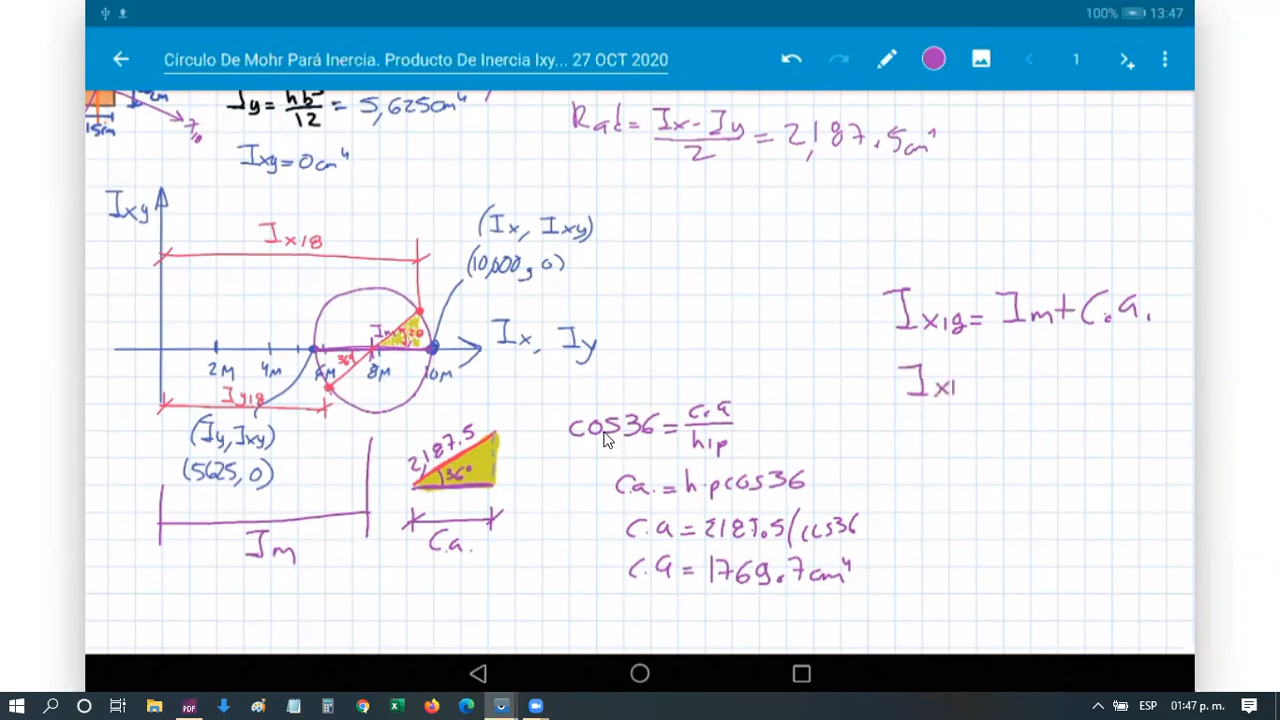 100% 13:47
Círculo De Mohr Pará Inercia. Producto De Inercia Ixy... 27 OCT 2020
1
15cm
Iy = hb³/12 = 5,625cm⁴
Ixy = 0cm⁴
Rad = Ix - Iy / 2 = 2,187.5cm⁴
Ixy
Ix18
(Ix, Ixy)
(10,000, 0)
36°
Ix, Iy
2M 4M 6M 8M 10M
Iy18
(Iy, Ixy)
(5625, 0)
Im
2,187.5
36°
C.a.
cos36 = c.a / hip
C.a. = hipcos36
C.a = 2187.5(cos36
C.a = 1769.7cm⁴
Ix18 = Im + C.a.
Ix1
ESP 01:47 p. m.